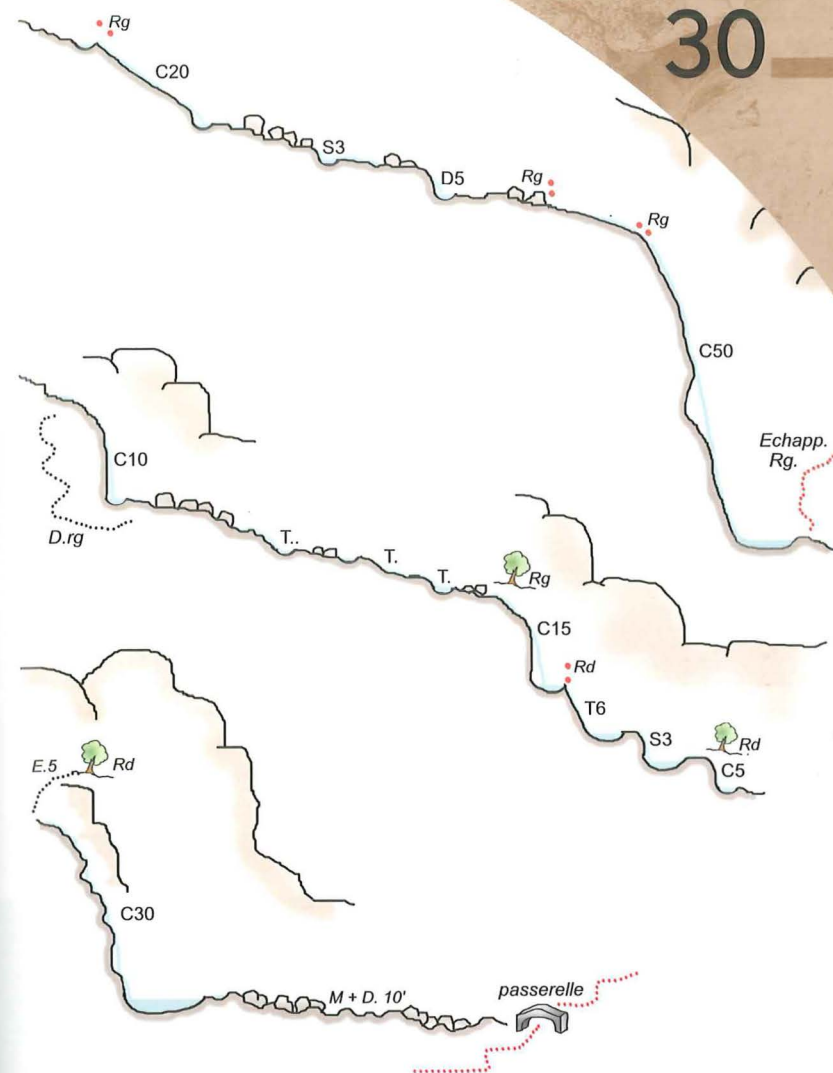 30
Rg
C20
S3
D5
Rg
Rg
C50
Echapp.
Rg.
C10
D.rg
T..
T.
T.
Rg
C15
Rd
T6
S3
Rd
C5
E.5
Rd
C30
M + D. 10'
passerelle